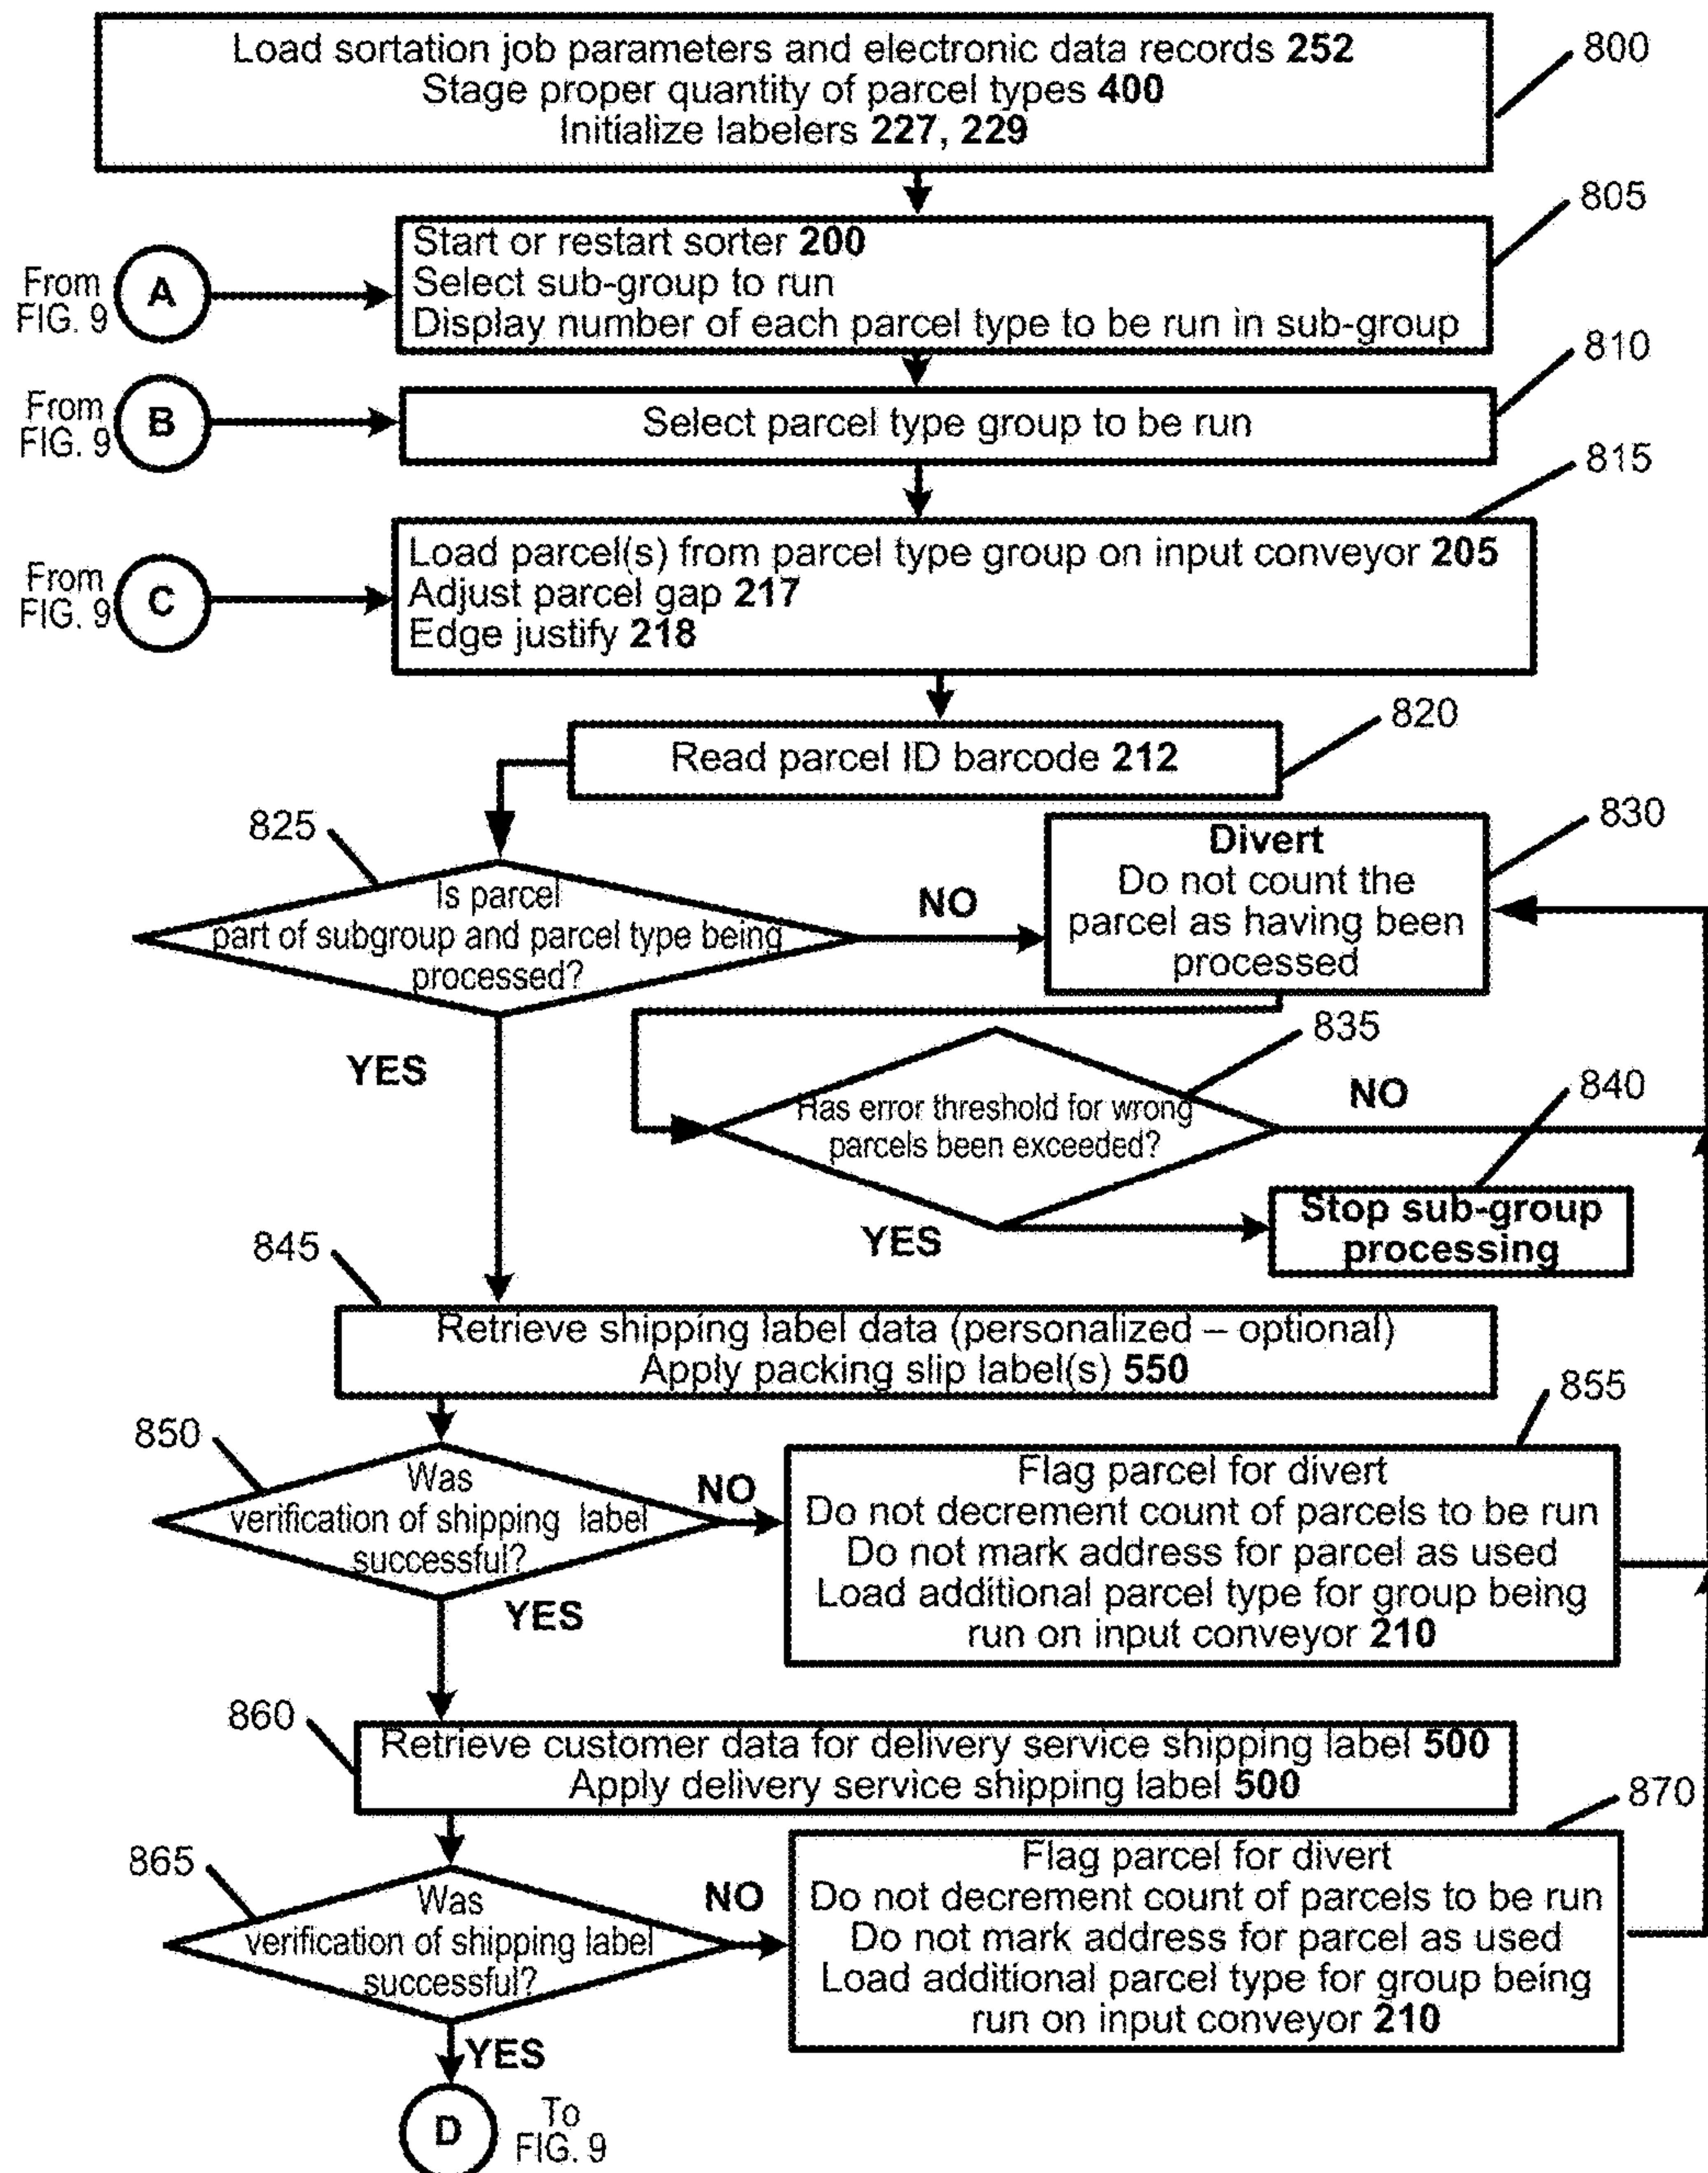 Load sortation job parameters and electronic data records 252
Stage proper quantity of parcel types 400
Initialize labelers 227, 229
800
Start or restart sorter 200
Select sub-group to run
Display number of each parcel type to be run in sub-group
805
From
FIG. 9
A
Select parcel type group to be run
810
From
FIG. 9
B
Load parcel(s) from parcel type group on input conveyor 205
Adjust parcel gap 217
Edge justify 218
815
From
FIG. 9
C
Read parcel ID barcode 212
820
825
Is parcel
part of subgroup and parcel type being
processed?
NO
Divert
Do not count the
parcel as having been
processed
830
YES
Has error threshold for wrong
parcels been exceeded?
835
NO
840
YES
Stop sub-group
processing
845
Retrieve shipping label data (personalized – optional)
Apply packing slip label(s) 550
850
Was
verification of shipping label
successful?
NO
855
Flag parcel for divert
Do not decrement count of parcels to be run
Do not mark address for parcel as used
Load additional parcel type for group being
run on input conveyor 210
YES
860
Retrieve customer data for delivery service shipping label 500
Apply delivery service shipping label 500
865
Was
verification of shipping label
successful?
NO
870
Flag parcel for divert
Do not decrement count of parcels to be run
Do not mark address for parcel as used
Load additional parcel type for group being
run on input conveyor 210
YES
D
To
FIG. 9